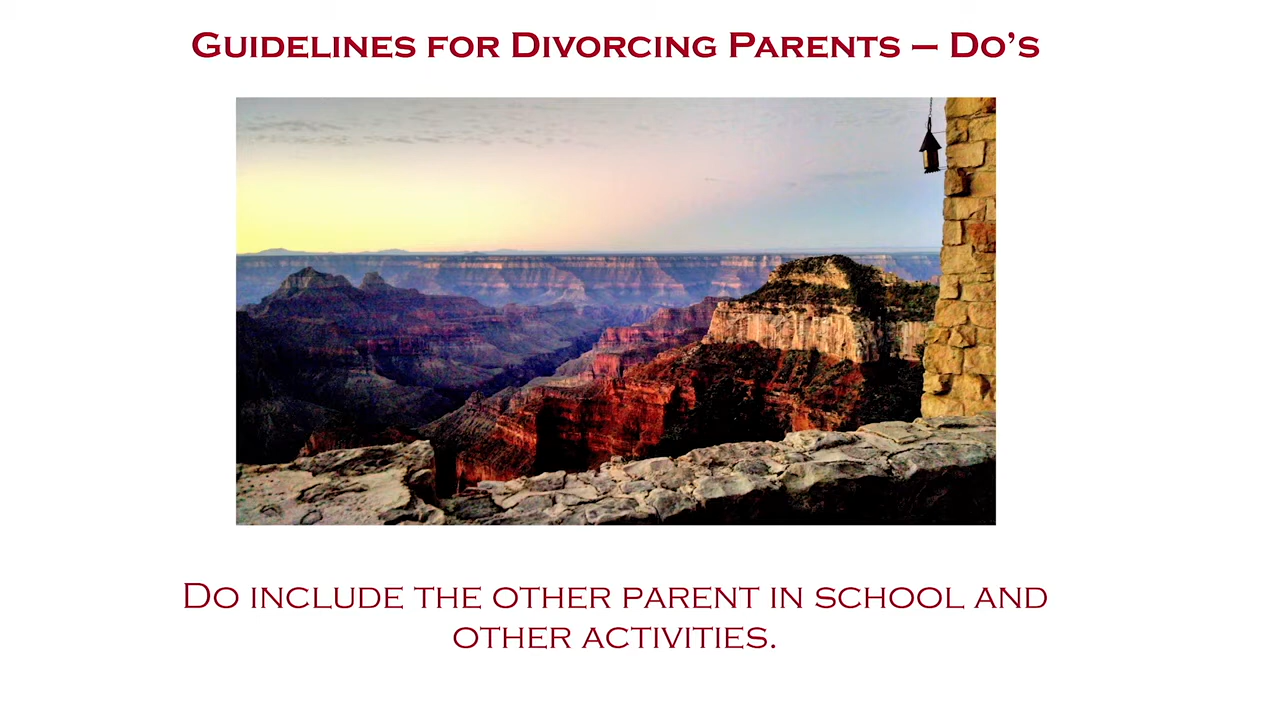 Guidelines for Divorcing Parents – Do's
Do include the other parent in school and
other activities.